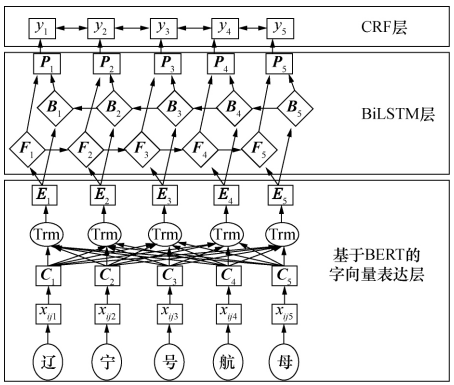 y1 y2 y3 y4 y5 CRF层
P1 P2 P3 P4 P5
B1 B2 B3 B4 B5 BiLSTM层
F1 F2 F3 F4 F5
E1 E2 E3 E4 E5
Trm Trm Trm Trm Trm
基于BERT的
字向量表达层
C1 C2 C3 C4 C5
xij1 xij2 xij3 xij4 xij5
辽 宁 号 航 母